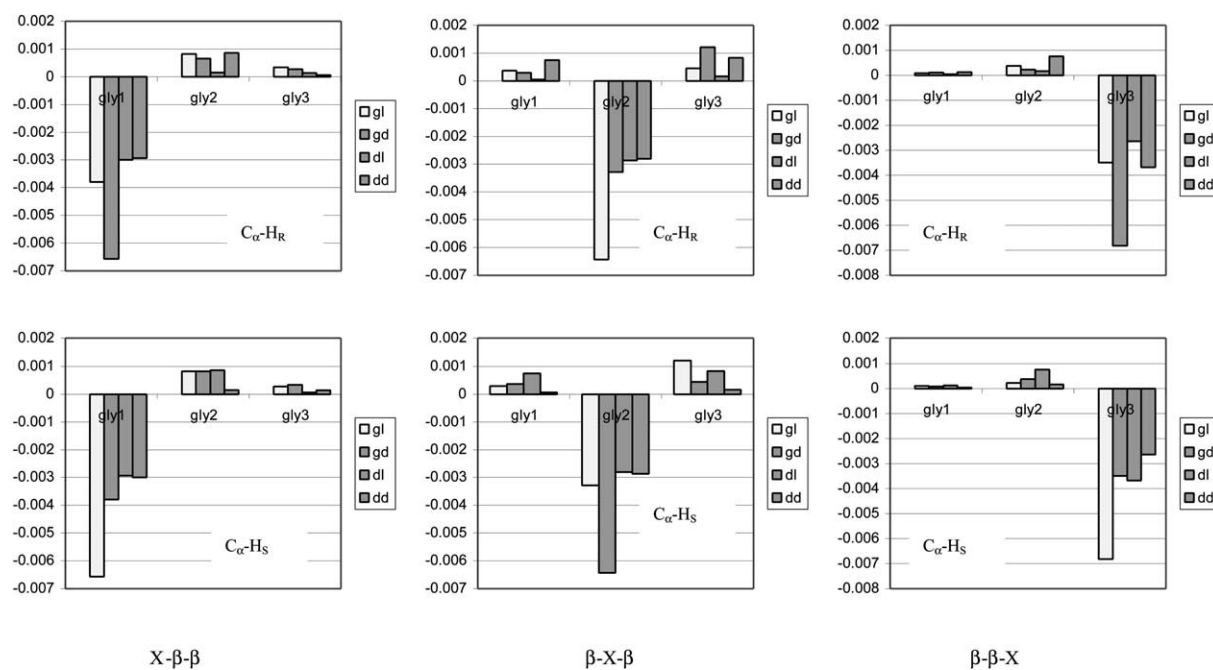 0.002
0.001
0
-0.001
-0.002
-0.003
-0.004
-0.005
-0.006
-0.007
gly1
gly2
gly3
Cα-HR
gl
gd
dl
dd
0.002
0.001
0
-0.001
-0.002
-0.003
-0.004
-0.005
-0.006
-0.007
gly1
gly2
gly3
Cα-HR
gl
gd
dl
dd
0.002
0.001
0
-0.001
-0.002
-0.003
-0.004
-0.005
-0.006
-0.007
-0.008
gly1
gly2
gly3
Cα-HR
gl
gd
dl
dd
0.002
0.001
0
-0.001
-0.002
-0.003
-0.004
-0.005
-0.006
-0.007
gly1
gly2
gly3
Cα-HS
gl
gd
dl
dd
0.002
0.001
0
-0.001
-0.002
-0.003
-0.004
-0.005
-0.006
-0.007
gly1
gly2
gly3
Cα-HS
gl
gd
dl
dd
0.002
0.001
0
-0.001
-0.002
-0.003
-0.004
-0.005
-0.006
-0.007
-0.008
gly1
gly2
gly3
Cα-HS
gl
gd
dl
dd
X-β-β
β-X-β
β-β-X